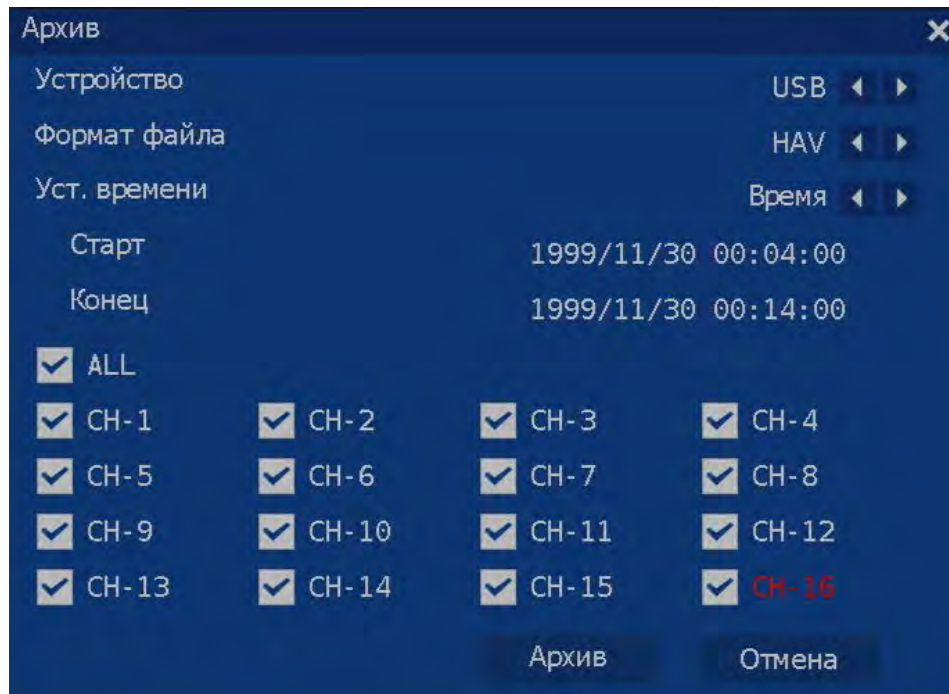 Архив
Устройство USB
Формат файла HAV
Уст. времени Время
Старт 1999/11/30 00:04:00
Конец 1999/11/30 00:14:00
ALL
CH-1 CH-2 CH-3 CH-4
CH-5 CH-6 CH-7 CH-8
CH-9 CH-10 CH-11 CH-12
CH-13 CH-14 CH-15 CH-16
Архив Отмена